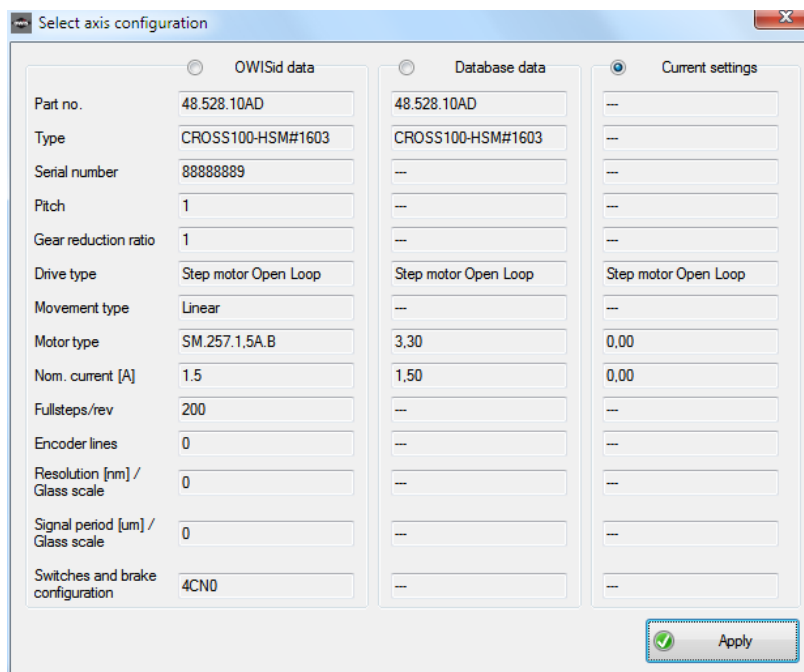 Select axis configuration
OWISid data Database data Current settings
Part no. 48.528.10AD 48.528.10AD ---
Type CROSS100-HSM#1603 CROSS100-HSM#1603 ---
Serial number 88888889 --- ---
Pitch 1 --- ---
Gear reduction ratio 1 --- ---
Drive type Step motor Open Loop Step motor Open Loop Step motor Open Loop
Movement type Linear --- ---
Motor type SM.257.1,5A.B 3,30 0,00
Nom. current [A] 1.5 1,50 0,00
Fullsteps/rev 200 --- ---
Encoder lines 0 --- ---
Resolution [nm] /
Glass scale 0 --- ---
Signal period [um] /
Glass scale 0 --- ---
Switches and brake
configuration 4CN0 --- ---
Apply